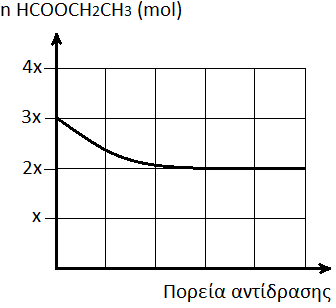 n HCOOCH2CH3 (mol)
4x
3x
2x
x
Πορεία αντίδρασης